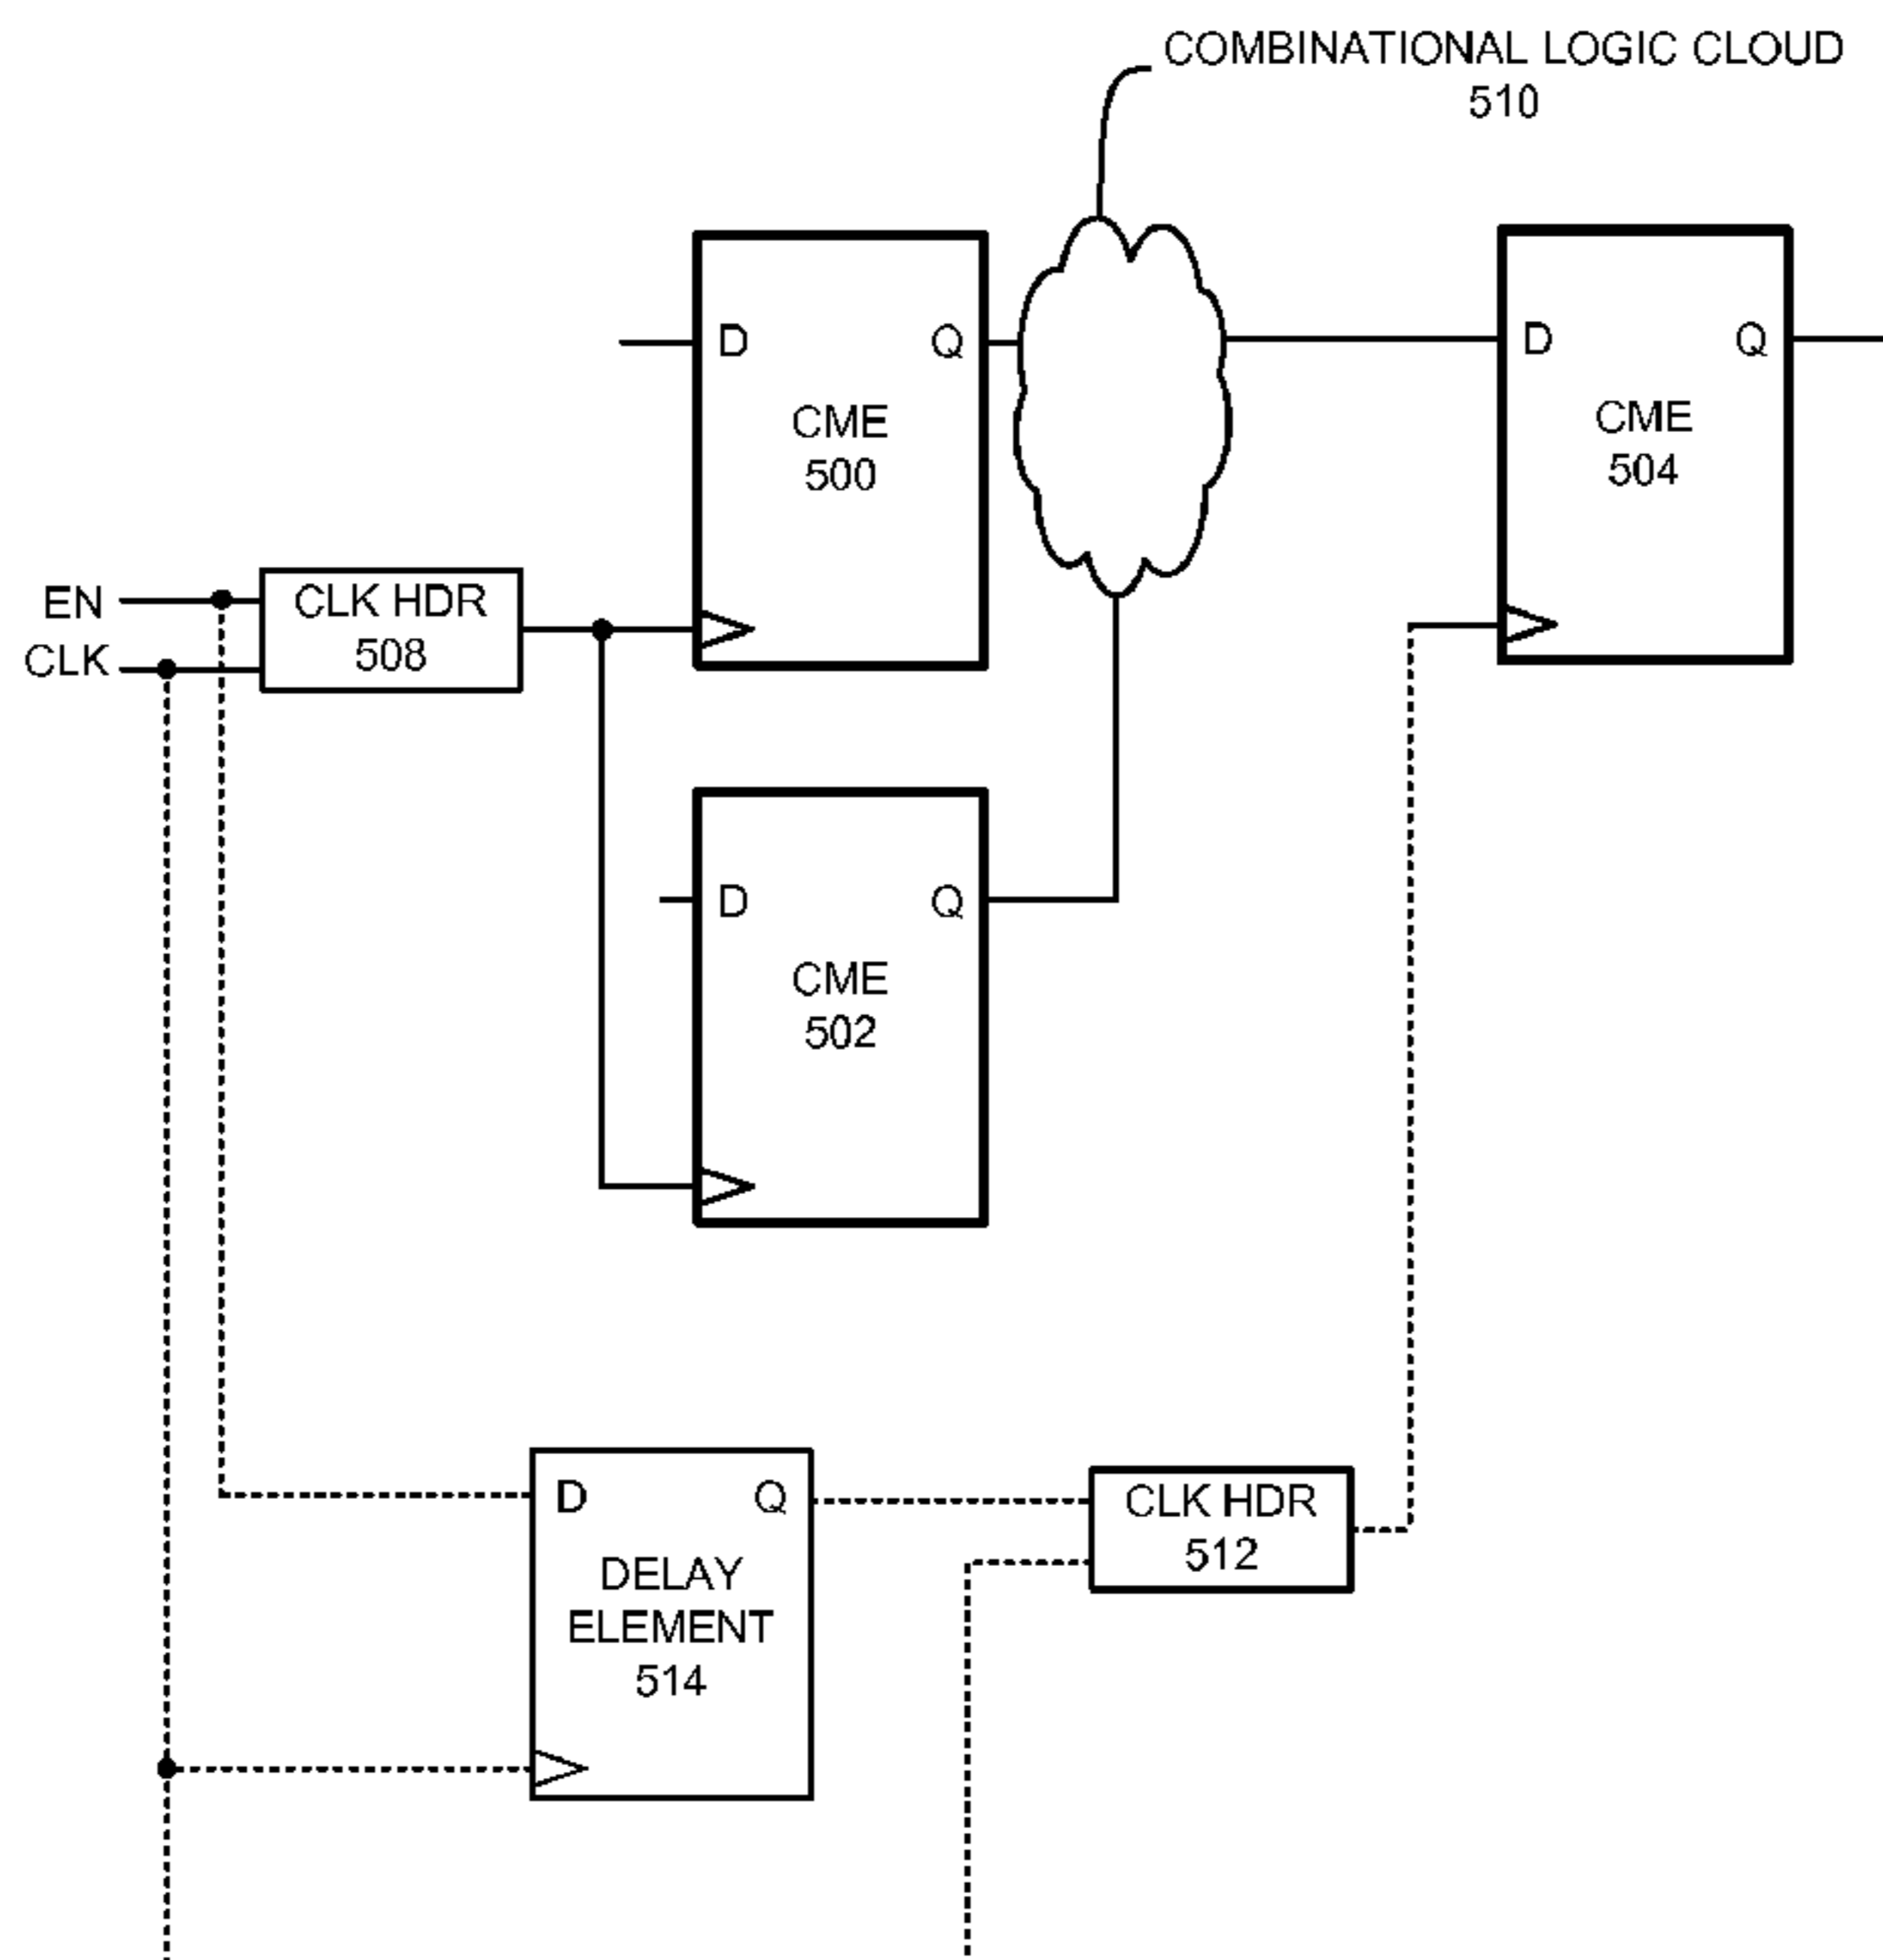 COMBINATIONAL LOGIC CLOUD
510
D
Q
CME
500
D
Q
CME
504
EN
CLK
CLK HDR
508
D
Q
CME
502
D
Q
DELAY
ELEMENT
514
CLK HDR
512